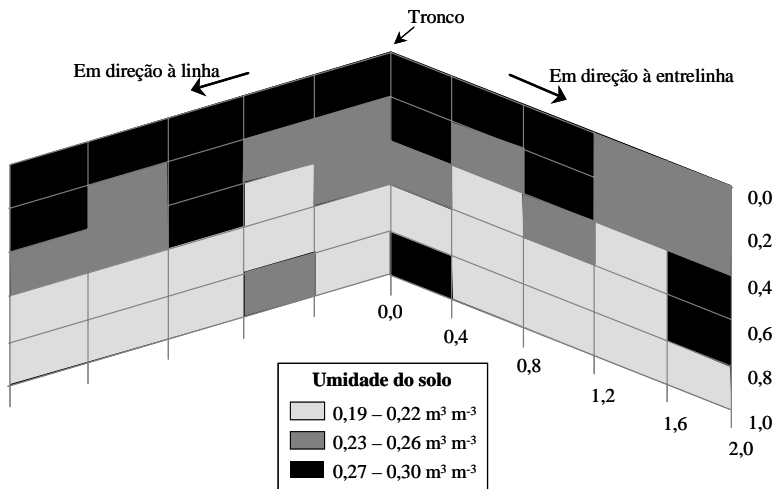 Tronco
Em direção à linha
Em direção à entrelinha
0,0
0,2
0,4
0,6
0,8
1,0
0,0
0,4
0,8
1,2
1,6
2,0
Umidade do solo
0,19 – 0,22 m³ m⁻³
0,23 – 0,26 m³ m⁻³
0,27 – 0,30 m³ m⁻³